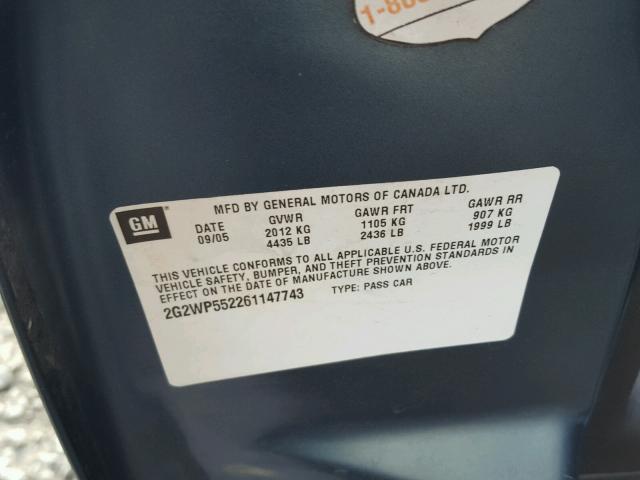 1-800
GM
MFD BY GENERAL MOTORS OF CANADA LTD.
DATE GVWR GAWR FRT GAWR RR
09/05 2012 KG 1105 KG 907 KG
4435 LB 2436 LB 1999 LB
THIS VEHICLE CONFORMS TO ALL APPLICABLE U.S. FEDERAL MOTOR
VEHICLE SAFETY, BUMPER, AND THEFT PREVENTION STANDARDS IN
EFFECT ON THE DATE OF MANUFACTURE SHOWN ABOVE.
2G2WP552261147743 TYPE: PASS CAR